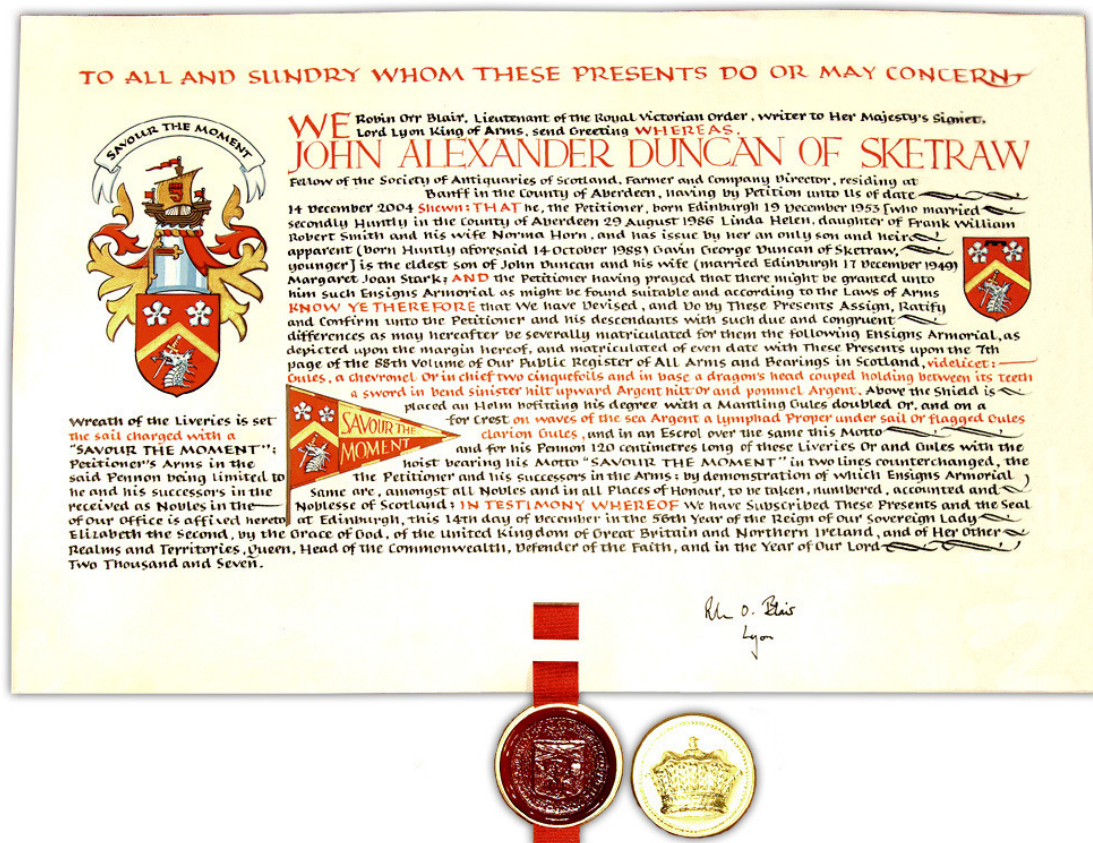 TO ALL AND SUNDRY WHOM THESE PRESENTS DO OR MAY CONCERN
SAVOUR THE MOMENT
WE Robin Orr Blair, Lieutenant of the Royal Victorian Order, Writer to Her Majesty's Signet,
Lord Lyon King of Arms, send Greeting WHEREAS,
JOHN ALEXANDER DUNCAN OF SKETRAW
Fellow of the Society of Antiquaries of Scotland, Farmer and Company Director, residing at
Banff in the County of Aberdeen, having by Petition unto Us of date
14 December 2004 Shewn: THAT he, the Petitioner, born Edinburgh 19 December 1953 [who married
secondly Huntly in the County of Aberdeen 29 August 1986 Linda Helen, daughter of Frank William
Robert Smith and his wife Norma Horn, and has issue by her an only son and heir
apparent (born Huntly aforesaid 14 October 1988) Gavin George Duncan of Sketraw,
younger] is the eldest son of John Duncan and his wife (married Edinburgh 17 December 1949)
Margaret Joan Stark; AND the Petitioner having prayed that there might be granted unto
him such Ensigns Armorial as might be found suitable and according to the Laws of Arms
KNOW YE THEREFORE that We have Devised, and Do by These Presents Assign, Ratify
and Confirm unto the Petitioner and his descendants with such due and congruent
differences as may hereafter be severally matriculated for them the following Ensigns Armorial, as
depicted upon the margin hereof, and matriculated of even date with These Presents upon the 7th
page of the 88th Volume of Our Public Register of All Arms and Bearings in Scotland, videlicet:
Gules, a chevronel Or in chief two cinquefoils and in base a dragon's head couped holding between its teeth
a sword in bend sinister hilt upward Argent hilt Or and pommel Argent. Above the Shield is
placed an Helm befitting his degree with a Mantling Gules doubled Or, and on a
Wreath of the Liveries is set for Crest on waves of the sea Argent a lymphad Proper under sail Or flagged Gules
the sail charged with a clarion Gules, and in an Escrol over the same this Motto
"SAVOUR THE MOMENT"; and for his Pennon 120 centimetres long of these Liveries Or and Gules with the
Petitioner's Arms in the hoist bearing his Motto "SAVOUR THE MOMENT" in two lines counterchanged, the
said Pennon being limited to the Petitioner and his successors in the Arms; by demonstration of which Ensigns Armorial
he and his successors in the Same are, amongst all Nobles and in all Places of Honour, to be taken, numbered, accounted and
received as Nobles in the Noblesse of Scotland; IN TESTIMONY WHEREOF We have Subscribed These Presents and the Seal
of Our Office is affixed hereto at Edinburgh, this 14th day of December in the 56th Year of the Reign of Our Sovereign Lady
Elizabeth the Second, by the Grace of God, of the United Kingdom of Great Britain and Northern Ireland, and of Her Other
Realms and Territories, Queen, Head of the Commonwealth, Defender of the Faith, and in the Year of Our Lord
Two Thousand and Seven.
SAVOUR THE
MOMENT
O. Blair
Lyon